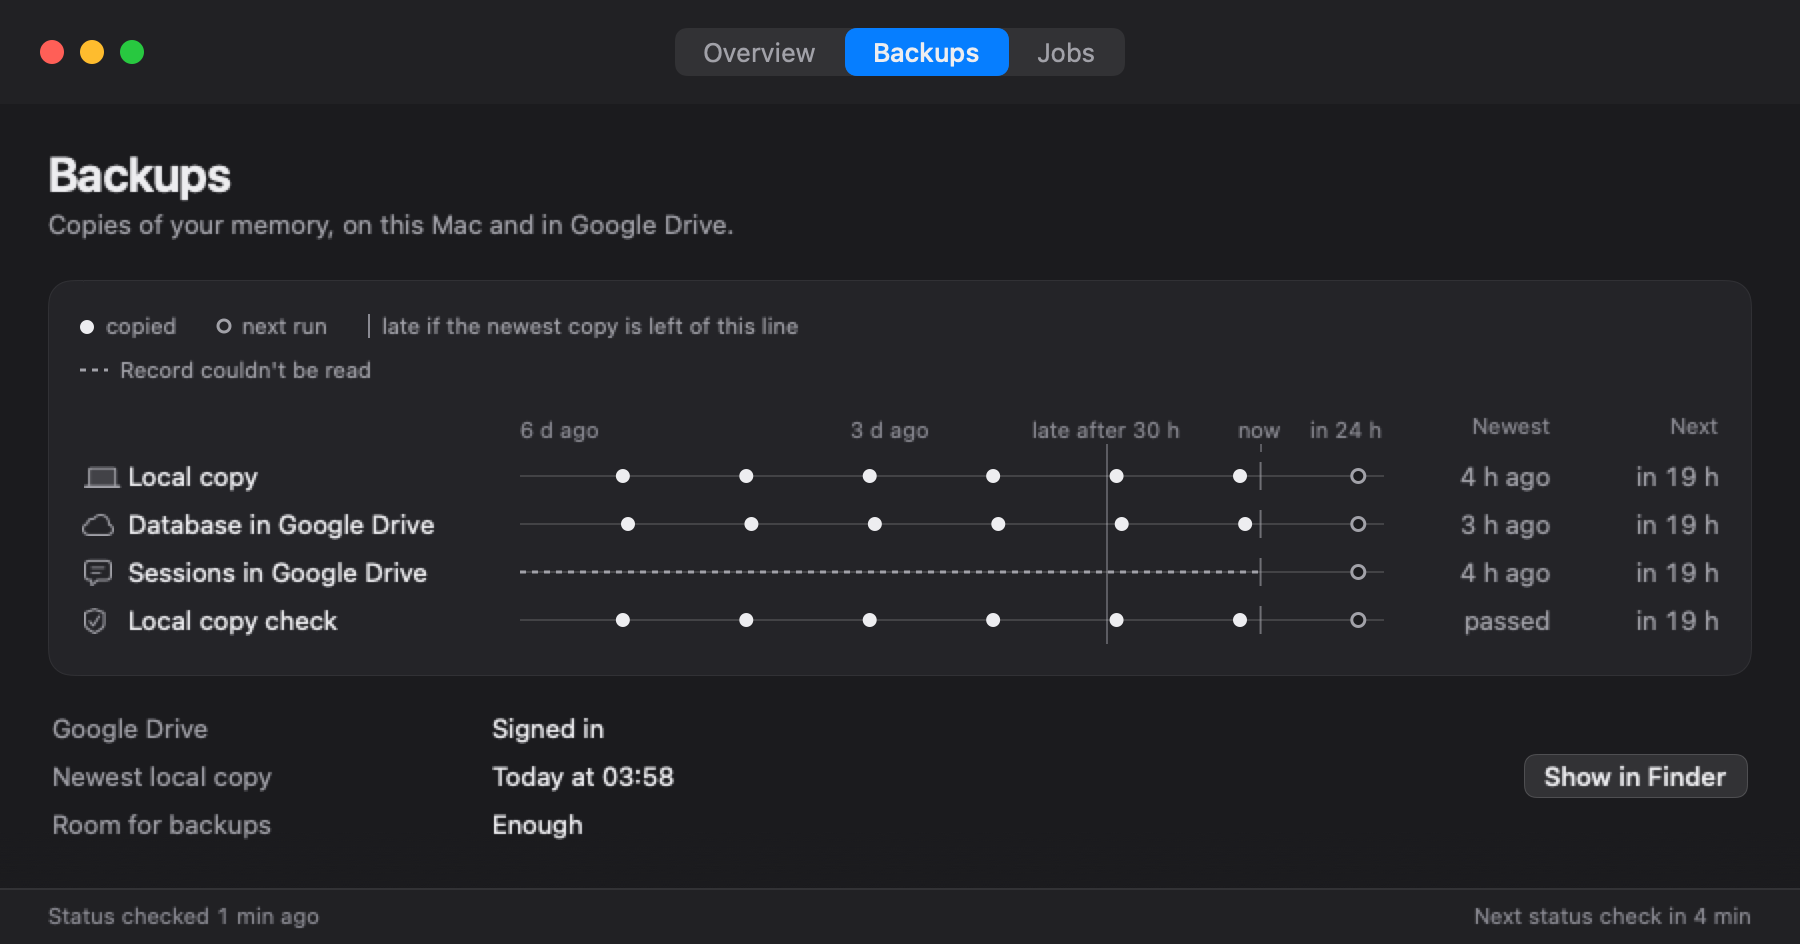 Overview Backups Jobs
Backups
Copies of your memory, on this Mac and in Google Drive.
copied next run late if the newest copy is left of this line
Record couldn't be read
6 d ago 3 d ago late after 30 h now in 24 h Newest Next
Local copy 4 h ago in 19 h
Database in Google Drive 3 h ago in 19 h
Sessions in Google Drive 4 h ago in 19 h
Local copy check passed in 19 h
Google Drive Signed in
Newest local copy Today at 03:58 Show in Finder
Room for backups Enough
Status checked 1 min ago Next status check in 4 min